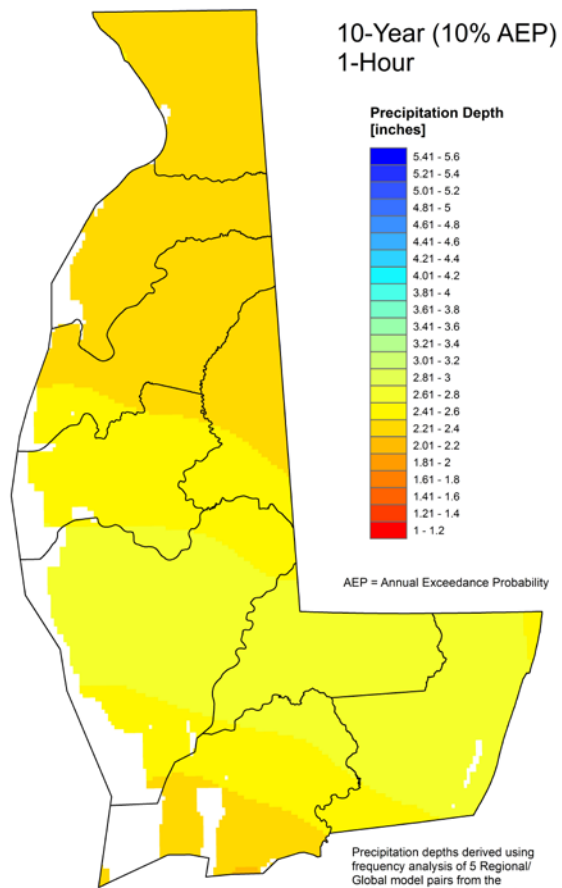 10-Year (10% AEP)
1-Hour
Precipitation Depth
[inches]
5.41 - 5.6
5.21 - 5.4
5.01 - 5.2
4.81 - 5
4.61 - 4.8
4.41 - 4.6
4.21 - 4.4
4.01 - 4.2
3.81 - 4
3.61 - 3.8
3.41 - 3.6
3.21 - 3.4
3.01 - 3.2
2.81 - 3
2.61 - 2.8
2.41 - 2.6
2.21 - 2.4
2.01 - 2.2
1.81 - 2
1.61 - 1.8
1.41 - 1.6
1.21 - 1.4
1 - 1.2
AEP = Annual Exceedance Probability
Precipitation depths derived using
frequency analysis of 5 Regional/
Global model pairs from the